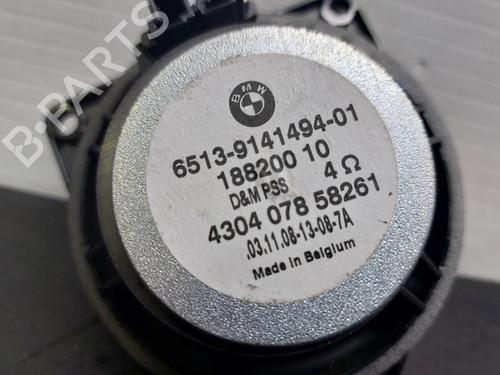 B-PARTS
BMW
6513-9141494-01
188200 10
D&M PSS 4 Ω
4304 078 58261
.03.11.08-13-08-7A
Made in Belgium